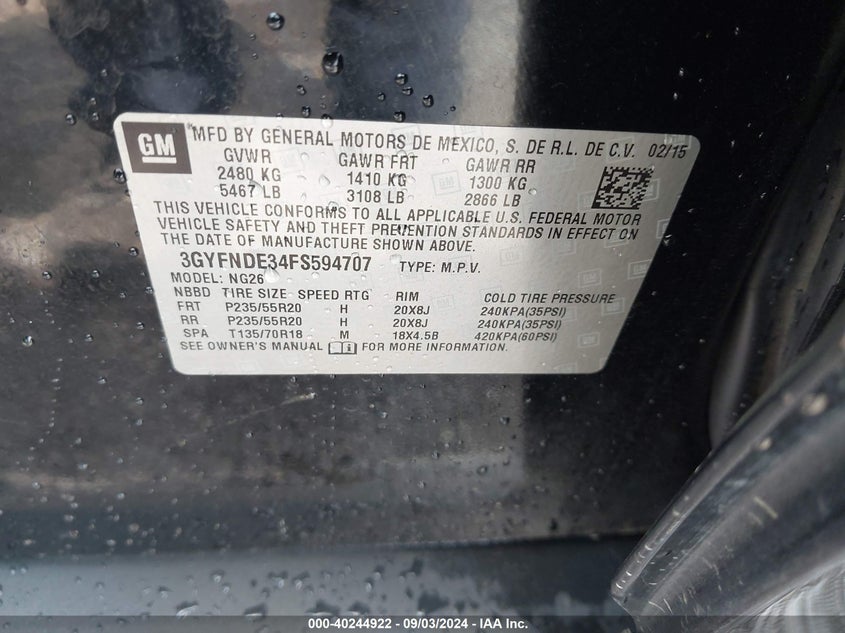 GM
*MFD BY GENERAL MOTORS DE MEXICO, S. DE R.L. DE C.V. 02/15
GVWR GAWR FRT GAWR RR
2480 KG 1410 KG 1300 KG
5467 LB 3108 LB 2866 LB
THIS VEHICLE CONFORMS TO ALL APPLICABLE U.S. FEDERAL MOTOR
VEHICLE SAFETY AND THEFT PREVENTION STANDARDS IN EFFECT ON
THE DATE OF MANUFACTURE SHOWN ABOVE.
3GYFNDE34FS594707 TYPE: M.P.V.
MODEL: NG26
NBBD TIRE SIZE SPEED RTG RIM COLD TIRE PRESSURE
FRT P235/55R20 H 20X8J 240KPA(35PSI)
RR P235/55R20 H 20X8J 240KPA(35PSI)
SPA T135/70R18 M 18X4.5B 420KPA(60PSI)
SEE OWNER'S MANUAL FOR MORE INFORMATION.
000-40244922 - 09/03/2024 - IAA Inc.